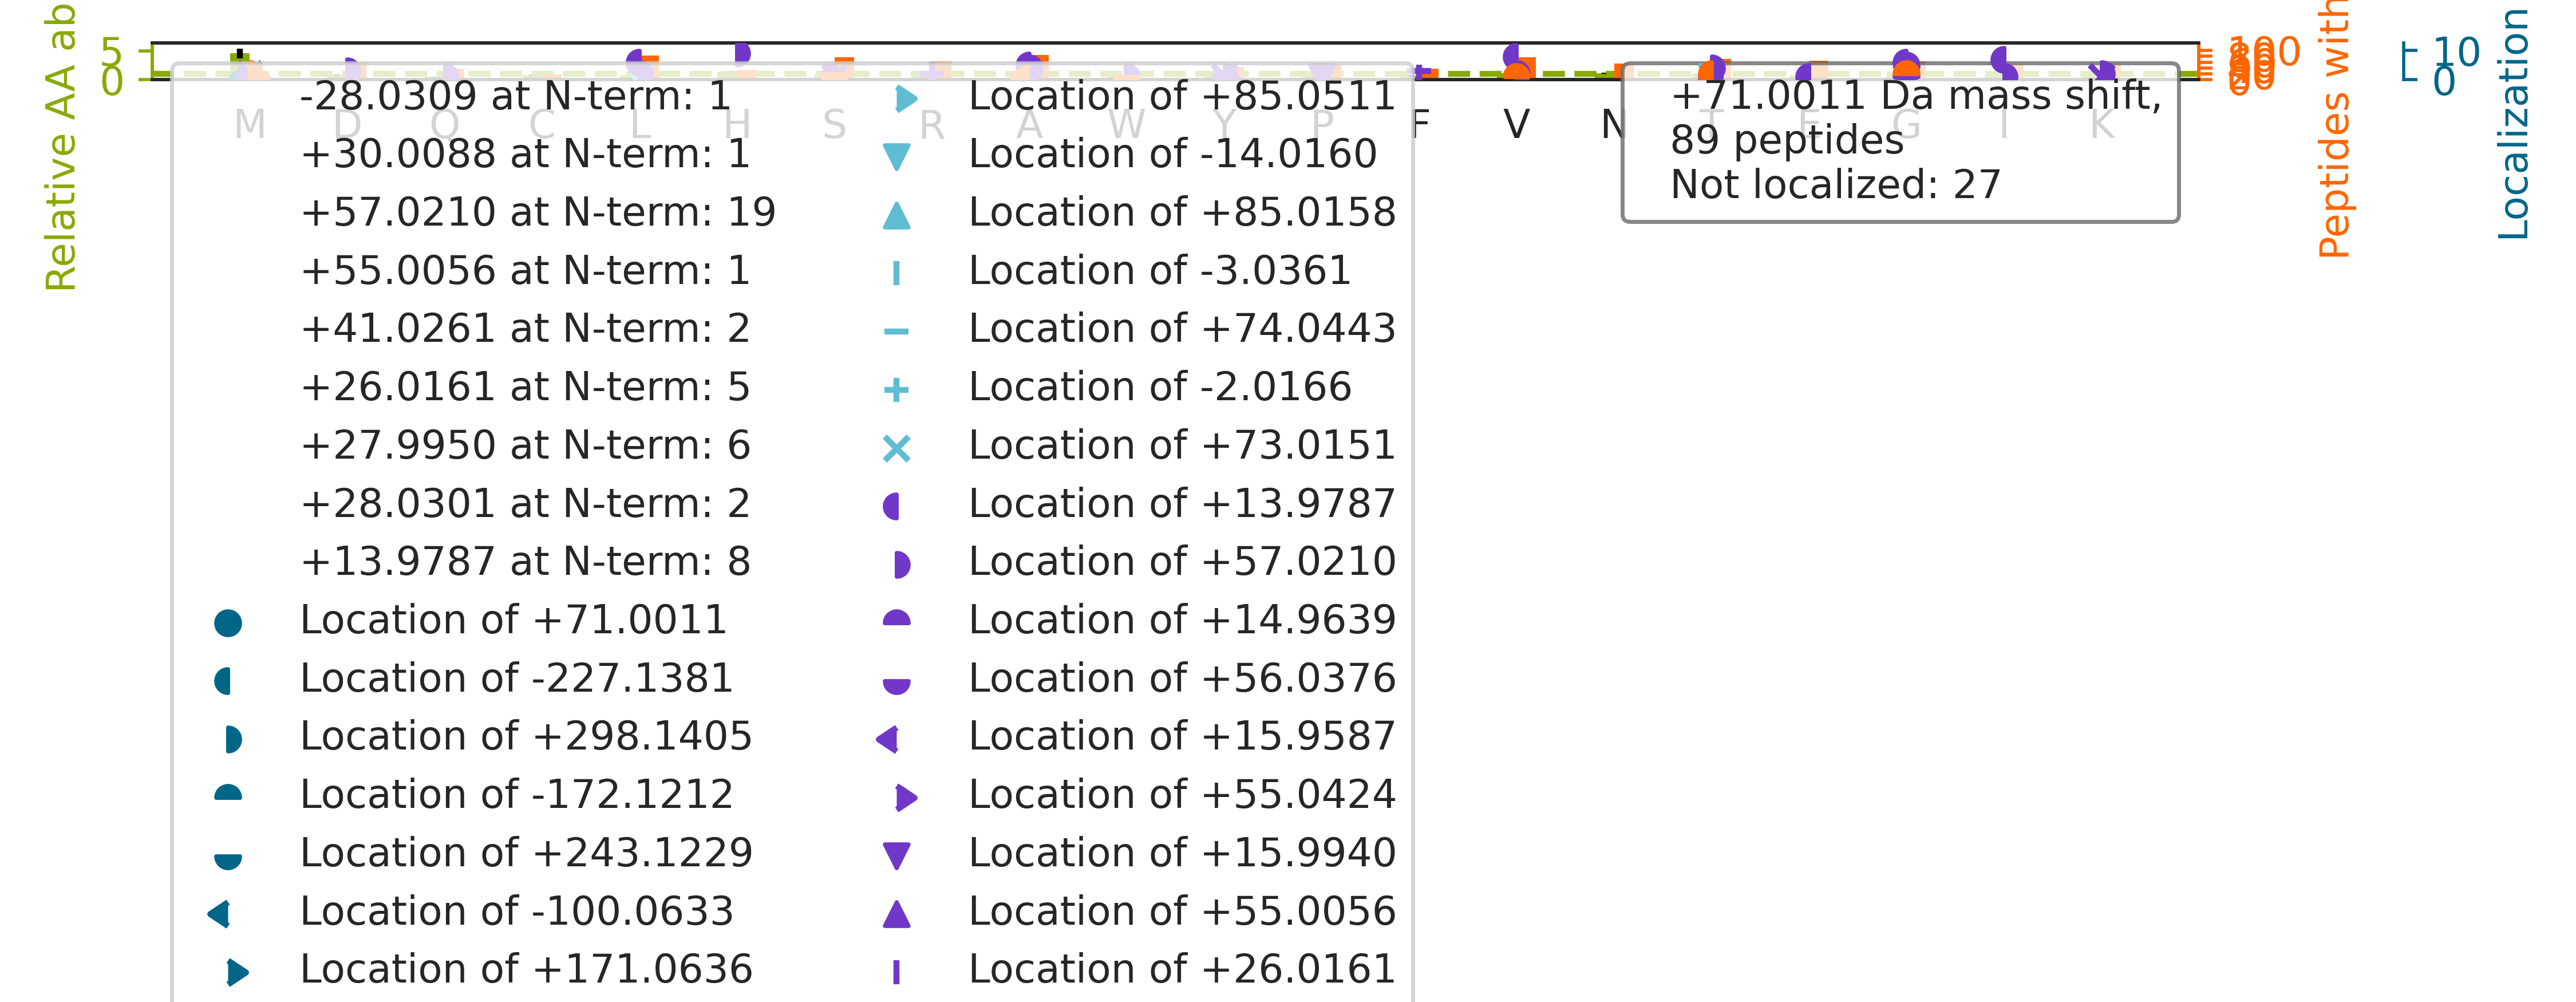 Relative AA ab
5
0
M D Q C L H S R A W Y P F V N T E G I K
100
0
Peptides with
10
0
Localization
-28.0309 at N-term: 1
+30.0088 at N-term: 1
+57.0210 at N-term: 19
+55.0056 at N-term: 1
+41.0261 at N-term: 2
+26.0161 at N-term: 5
+27.9950 at N-term: 6
+28.0301 at N-term: 2
+13.9787 at N-term: 8
Location of +71.0011
Location of -227.1381
Location of +298.1405
Location of -172.1212
Location of +243.1229
Location of -100.0633
Location of +171.0636
Location of +85.0511
Location of -14.0160
Location of +85.0158
Location of -3.0361
Location of +74.0443
Location of -2.0166
Location of +73.0151
Location of +13.9787
Location of +57.0210
Location of +14.9639
Location of +56.0376
Location of +15.9587
Location of +55.0424
Location of +15.9940
Location of +55.0056
Location of +26.0161
+71.0011 Da mass shift,
89 peptides
Not localized: 27